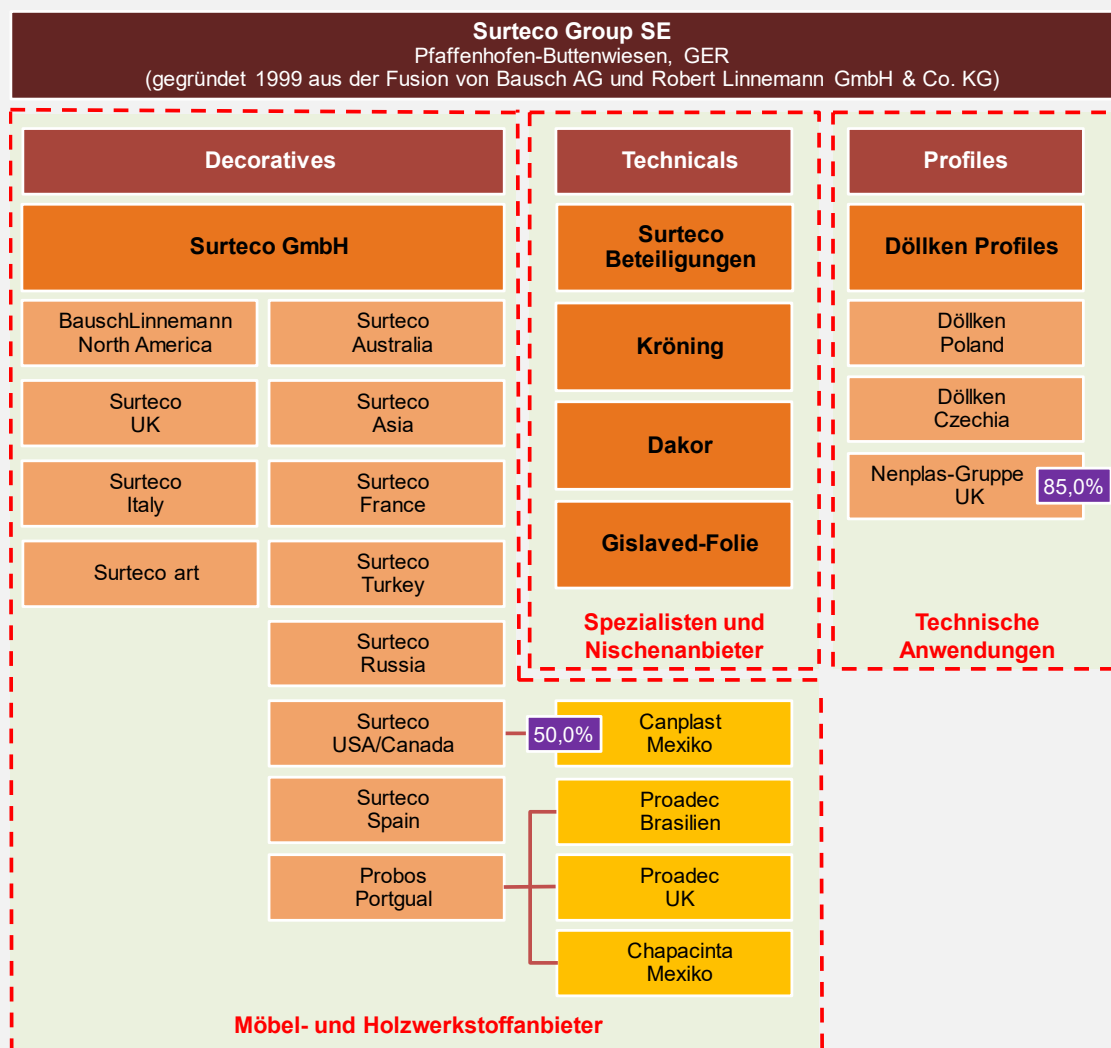 Surteco Group SE
Pfaffenhofen-Buttenwiesen, GER
(gegründet 1999 aus der Fusion von Bausch AG und Robert Linnemann GmbH & Co. KG)
Decoratives
Surteco GmbH
BauschLinnemann
North America
Surteco
Australia
Surteco
UK
Surteco
Asia
Surteco
Italy
Surteco
France
Surteco art
Surteco
Turkey
Surteco
Russia
Surteco
USA/Canada
50,0%
Canplast
Mexiko
Surteco
Spain
Proadec
Brasilien
Probos
Portgual
Proadec
UK
Chapacinta
Mexiko
Möbel- und Holzwerkstoffanbieter
Technicals
Surteco
Beteiligungen
Kröning
Dakor
Gislaved-Folie
Spezialisten und
Nischenanbieter
Profiles
Döllken Profiles
Döllken
Poland
Döllken
Czechia
Nenplas-Gruppe
UK
85,0%
Technische
Anwendungen